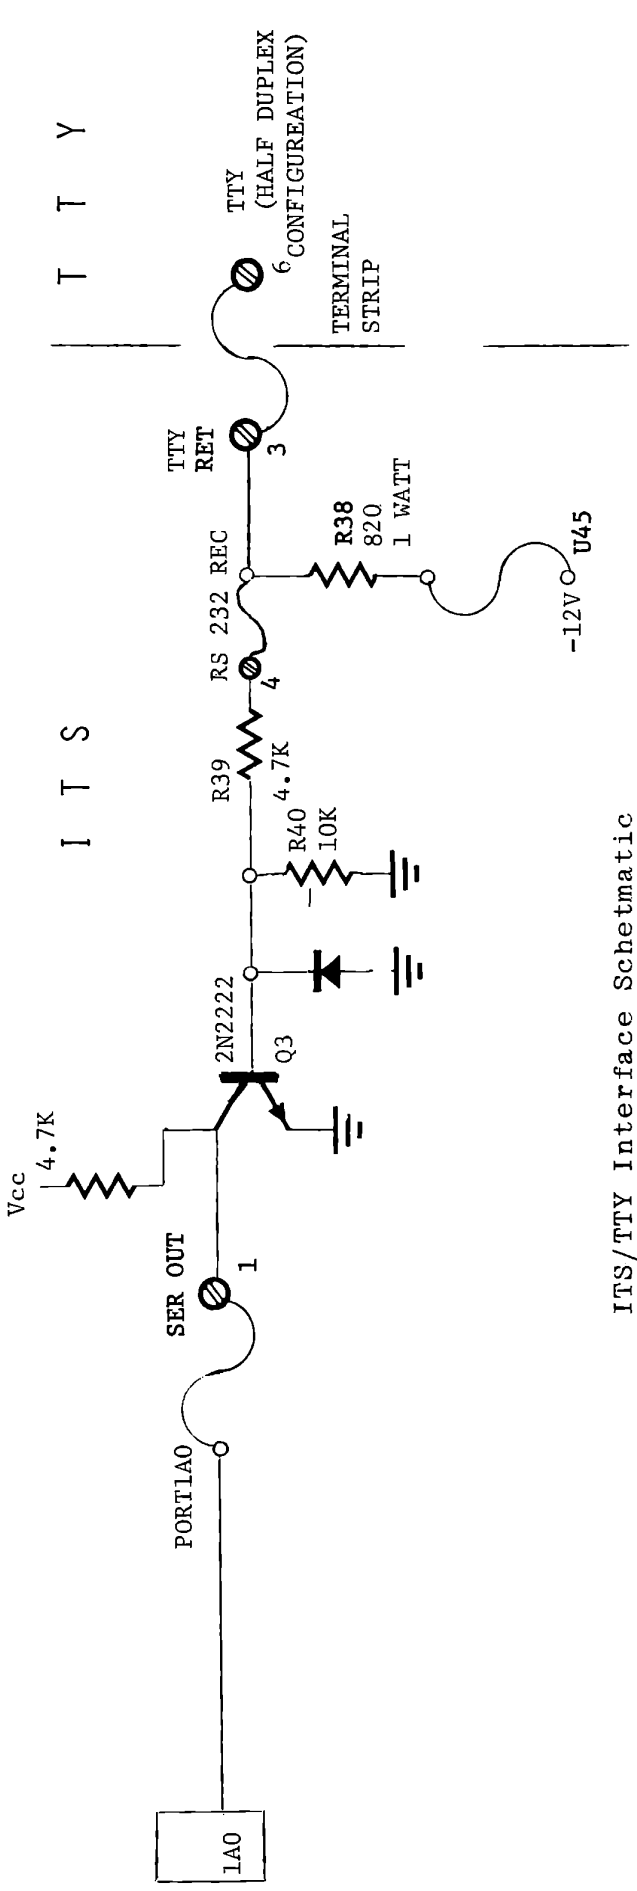 I T S
T T Y
1A0
PORT1A0
SER OUT
1
Vcc
4.7K
2N2222
Q3
R40
10K
R39
4.7K
4
RS 232 REC
R38
820
1 WATT
-12V
U45
TTY
RET
3
TTY
(HALF DUPLEX
CONFIGUREATION)
6
TERMINAL
STRIP
ITS/TTY Interface Schetmatic